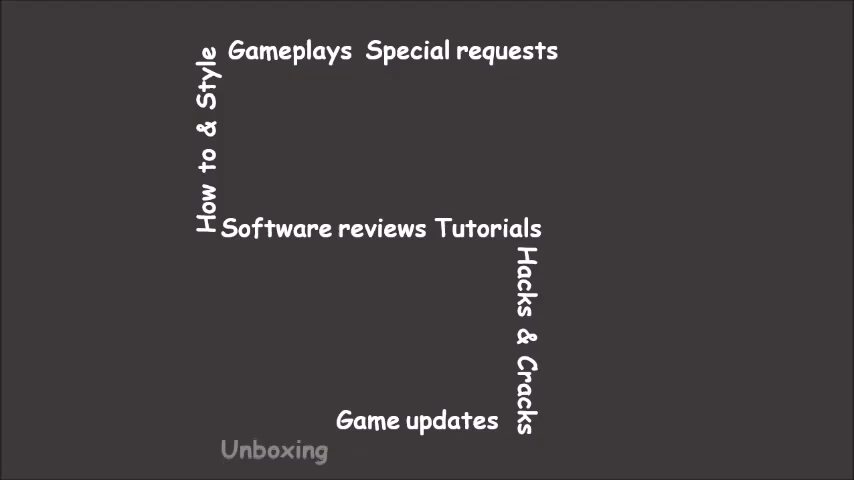 Gameplays Special requests
How to & Style
Software reviews Tutorials
Hacks & Cracks
Game updates
Unboxing